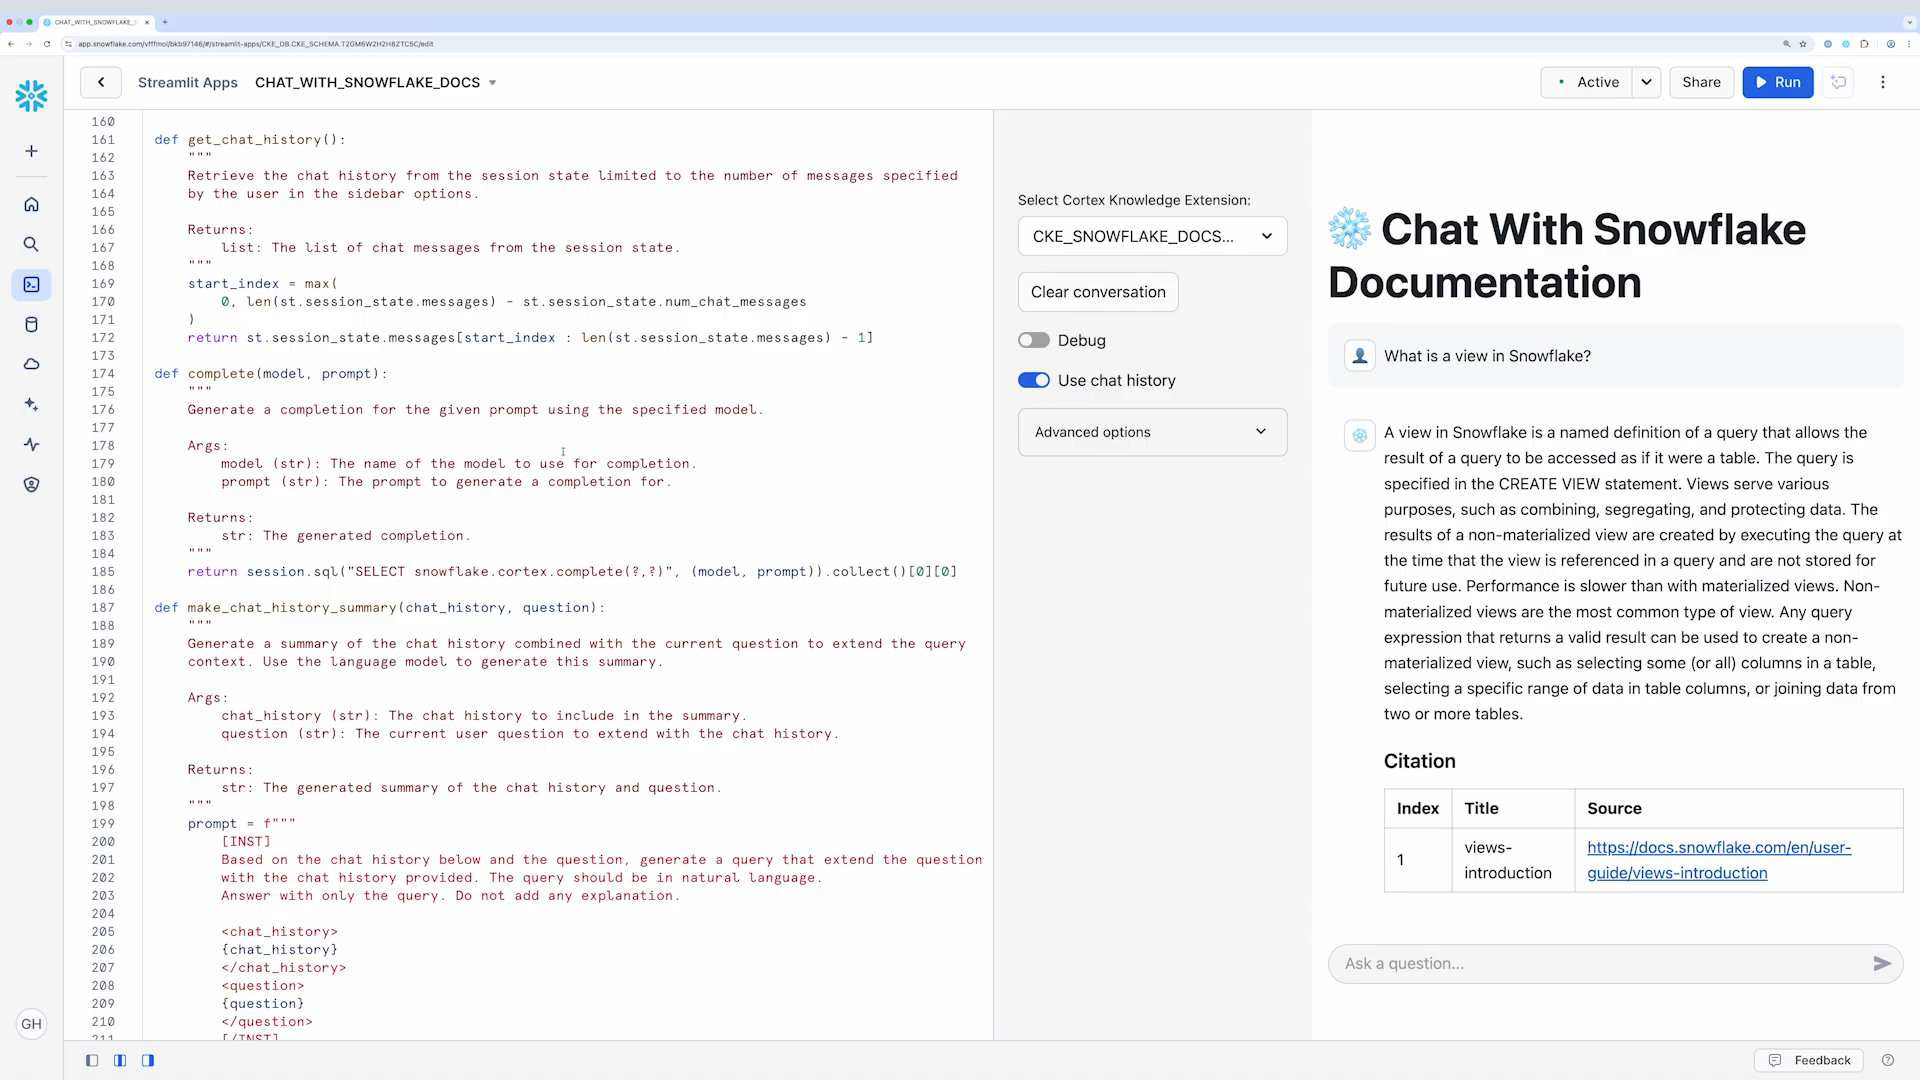 CHAT_WITH_SNOWFLAKE_D
app.snowflake.com/vfffmol/bkb97146/#/streamlit-apps/CKE_DB.CKE_SCHEMA.T2GM6W2H2H8ZTC5C/edit
Streamlit Apps CHAT_WITH_SNOWFLAKE_DOCS
Active
Share
Run
160
161 def get_chat_history():
162 """
163 Retrieve the chat history from the session state limited to the number of messages specified
164 by the user in the sidebar options.
165
166 Returns:
167 list: The list of chat messages from the session state.
168 """
169 start_index = max(
170 0, len(st.session_state.messages) - st.session_state.num_chat_messages
171 )
172 return st.session_state.messages[start_index : len(st.session_state.messages) - 1]
173
174 def complete(model, prompt):
175 """
176 Generate a completion for the given prompt using the specified model.
177
178 Args:
179 model (str): The name of the model to use for completion.
180 prompt (str): The prompt to generate a completion for.
181
182 Returns:
183 str: The generated completion.
184 """
185 return session.sql("SELECT snowflake.cortex.complete(?,?)", (model, prompt)).collect()[0][0]
186
187 def make_chat_history_summary(chat_history, question):
188 """
189 Generate a summary of the chat history combined with the current question to extend the query
190 context. Use the language model to generate this summary.
191
192 Args:
193 chat_history (str): The chat history to include in the summary.
194 question (str): The current user question to extend with the chat history.
195
196 Returns:
197 str: The generated summary of the chat history and question.
198 """
199 prompt = f"""
200 [INST]
201 Based on the chat history below and the question, generate a query that extend the question
202 with the chat history provided. The query should be in natural language.
203 Answer with only the query. Do not add any explanation.
204
205 <chat_history>
206 {chat_history}
207 </chat_history>
208 <question>
209 {question}
210 </question>
211 [/INST]
Select Cortex Knowledge Extension:
CKE_SNOWFLAKE_DOCS...
Clear conversation
Debug
Use chat history
Advanced options
Chat With Snowflake
Documentation
What is a view in Snowflake?
A view in Snowflake is a named definition of a query that allows the
result of a query to be accessed as if it were a table. The query is
specified in the CREATE VIEW statement. Views serve various
purposes, such as combining, segregating, and protecting data. The
results of a non-materialized view are created by executing the query at
the time that the view is referenced in a query and are not stored for
future use. Performance is slower than with materialized views. Non-
materialized views are the most common type of view. Any query
expression that returns a valid result can be used to create a non-
materialized view, such as selecting some (or all) columns in a table,
selecting a specific range of data in table columns, or joining data from
two or more tables.
Citation
Index Title Source
1 views-introduction https://docs.snowflake.com/en/user-guide/views-introduction
Ask a question...
GH
Feedback